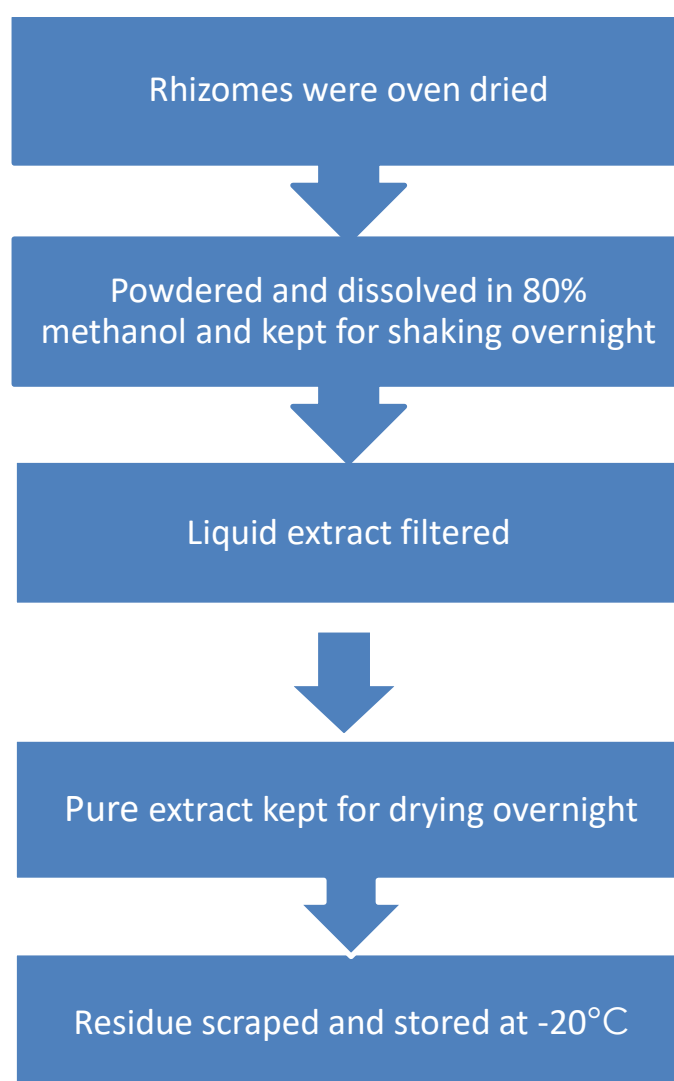 Rhizomes were oven dried
Powdered and dissolved in 80%
methanol and kept for shaking overnight
Liquid extract filtered
Pure extract kept for drying overnight
Residue scraped and stored at -20°C